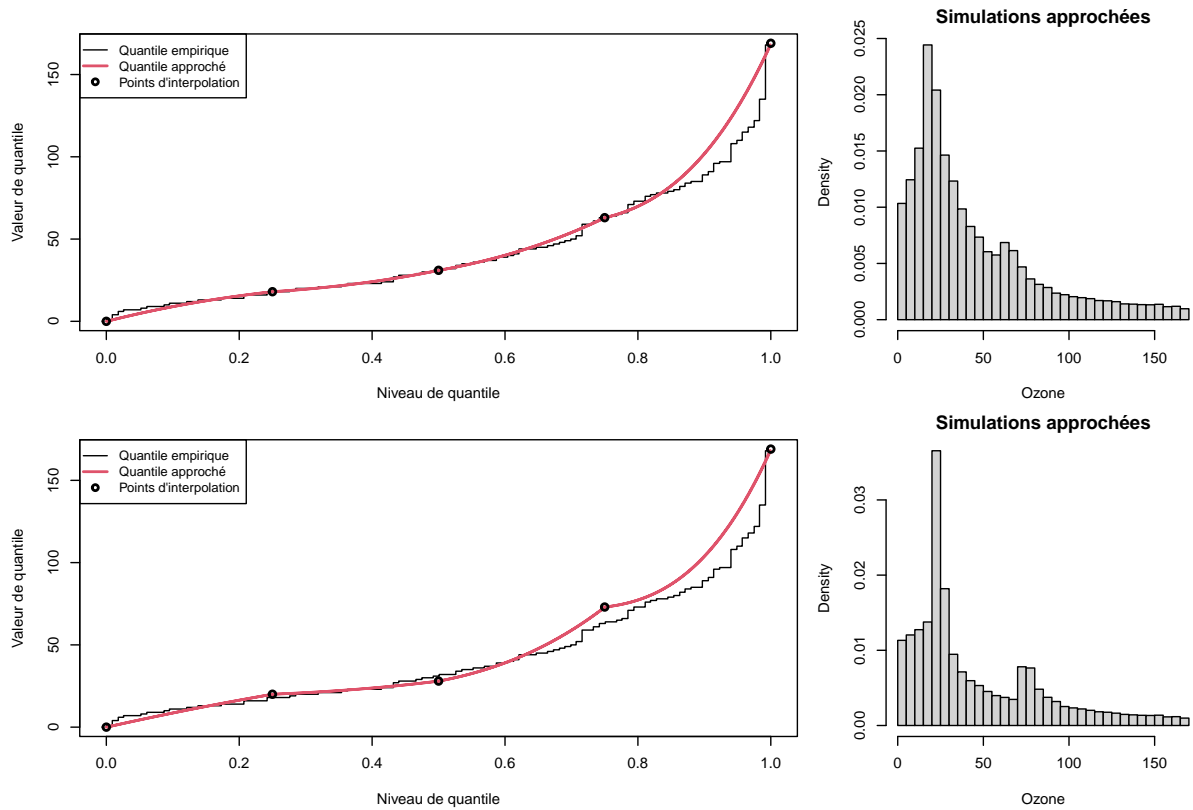 Quantile empirique
Quantile approché
Points d'interpolation
0 50 100 150
Valeur de quantile
0.0 0.2 0.4 0.6 0.8 1.0
Niveau de quantile
Simulations approchées
0.000 0.005 0.010 0.015 0.020 0.025
Density
0 50 100 150
Ozone
Quantile empirique
Quantile approché
Points d'interpolation
0 50 100 150
Valeur de quantile
0.0 0.2 0.4 0.6 0.8 1.0
Niveau de quantile
Simulations approchées
0.00 0.01 0.02 0.03
Density
0 50 100 150
Ozone